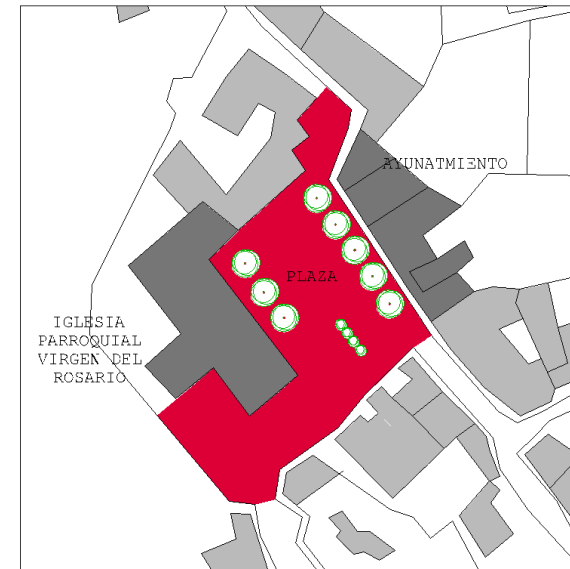 AYUNATMIENTO
PLAZA
IGLESIA
PARROQUIAL
VIRGEN DEL
ROSARIO